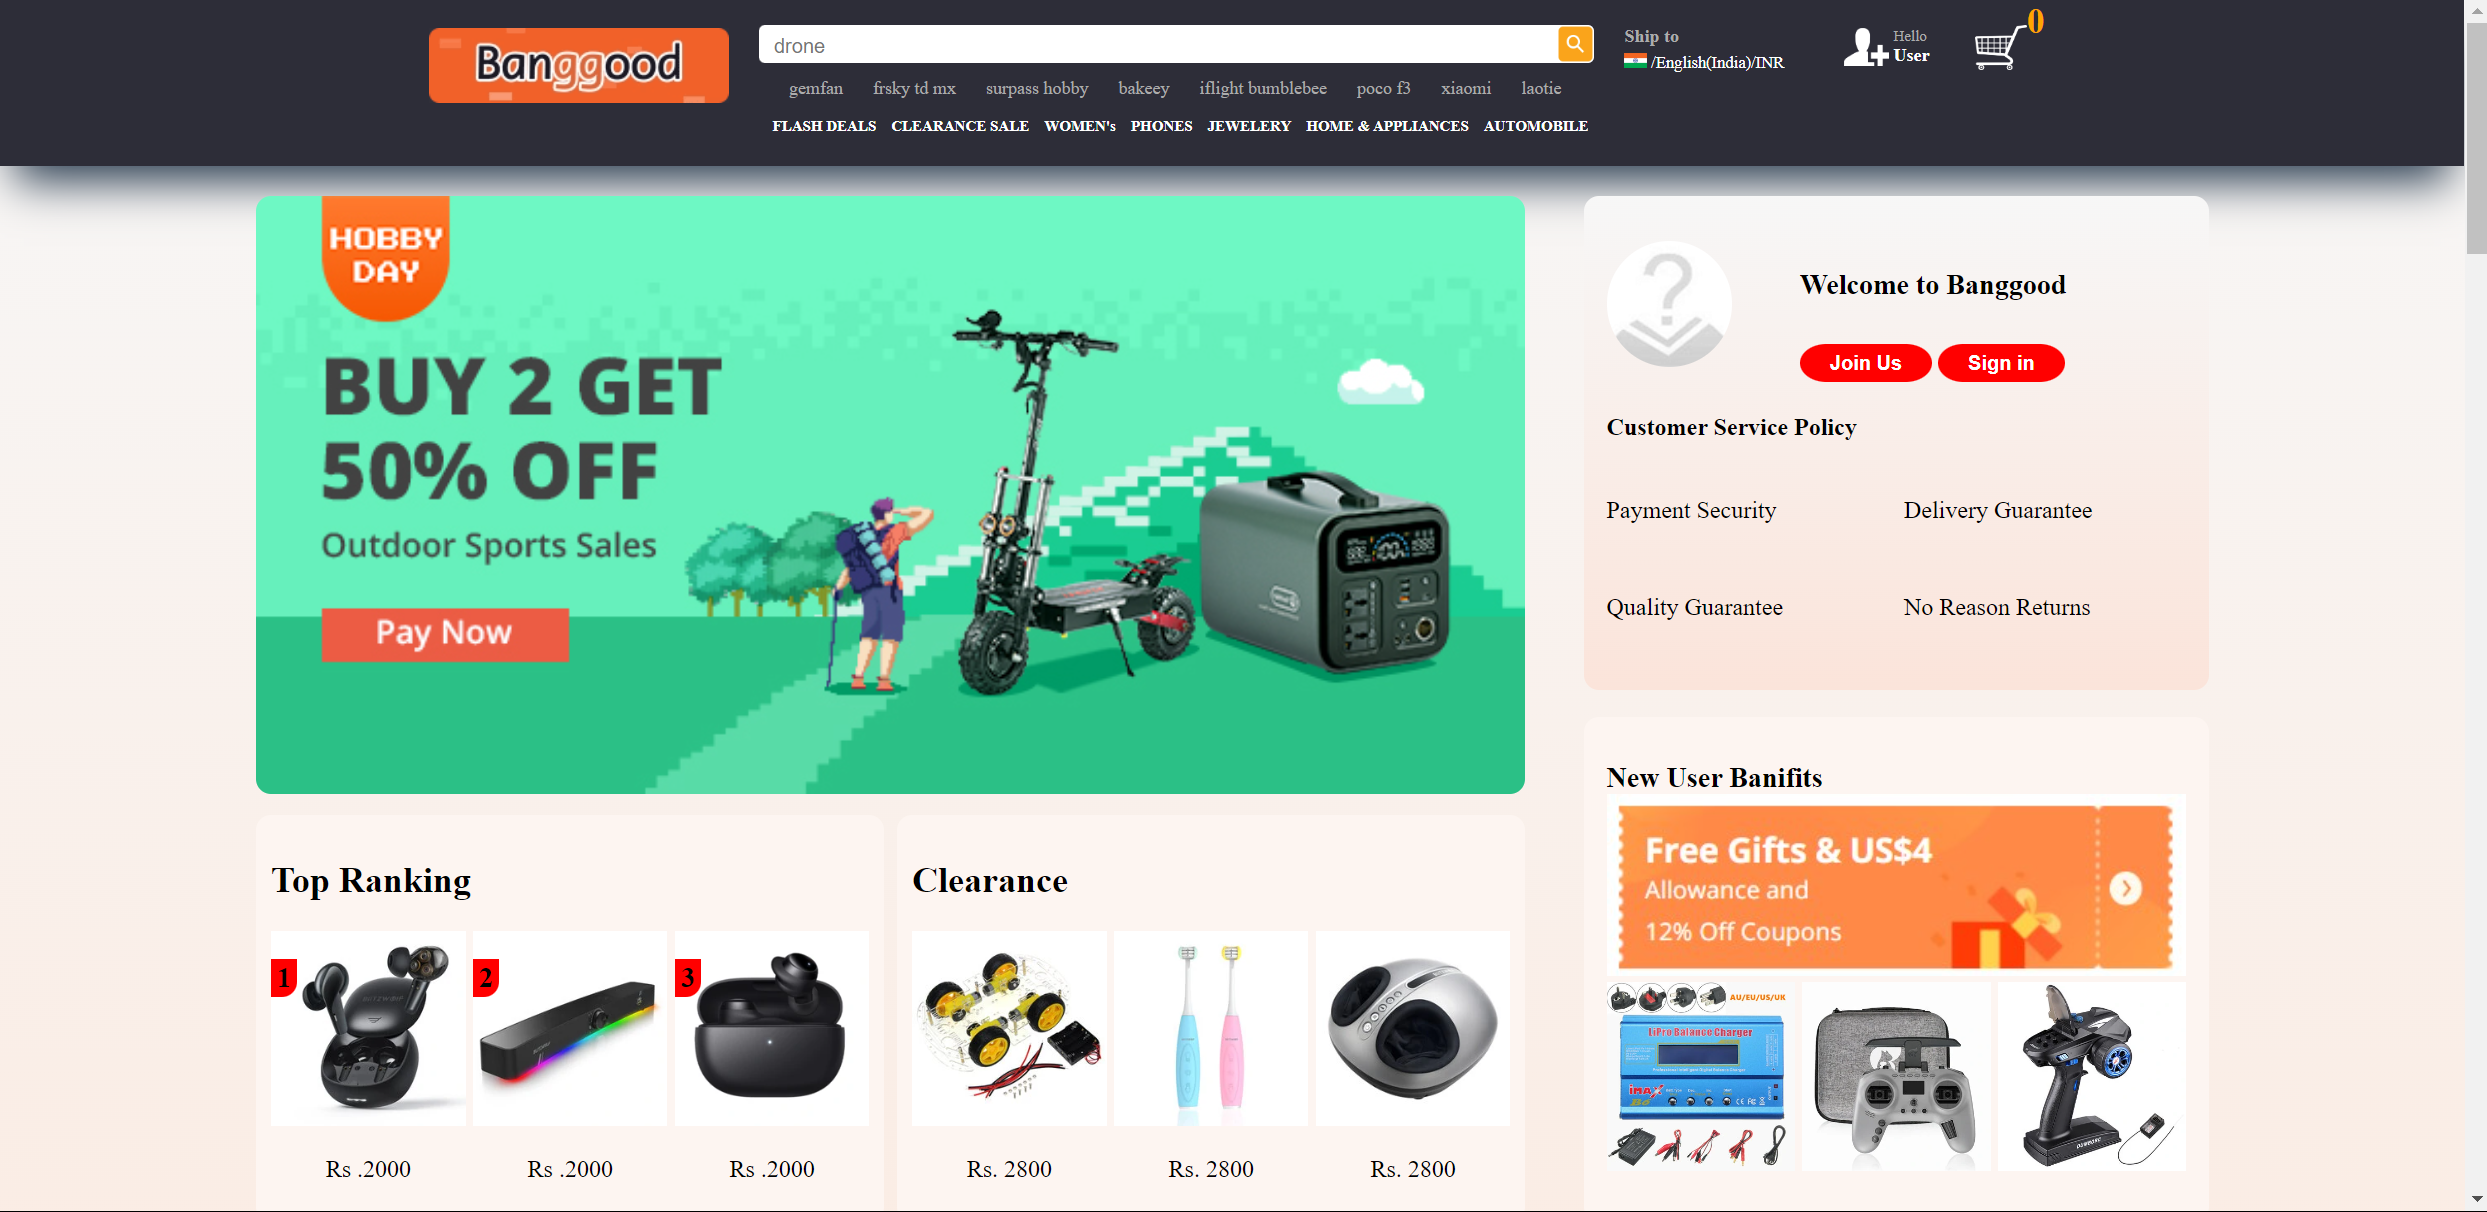 Banggood
drone
Ship to
/English(India)/INR
Hello
User
0
gemfan frsky td mx surpass hobby bakeey iflight bumblebee poco f3 xiaomi laotie
FLASH DEALS CLEARANCE SALE WOMEN's PHONES JEWELERY HOME & APPLIANCES AUTOMOBILE
HOBBY
DAY
BUY 2 GET
50% OFF
Outdoor Sports Sales
Pay Now
Welcome to Banggood
Join Us Sign in
Customer Service Policy
Payment Security Delivery Guarantee
Quality Guarantee No Reason Returns
New User Banifits
Free Gifts & US$4
Allowance and
12% Off Coupons
AU/EU/US/UK
LiPro Balance Charger
iMAX
B6
Top Ranking
1 2 3
Rs .2000 Rs .2000 Rs .2000
Clearance
Rs. 2800 Rs. 2800 Rs. 2800